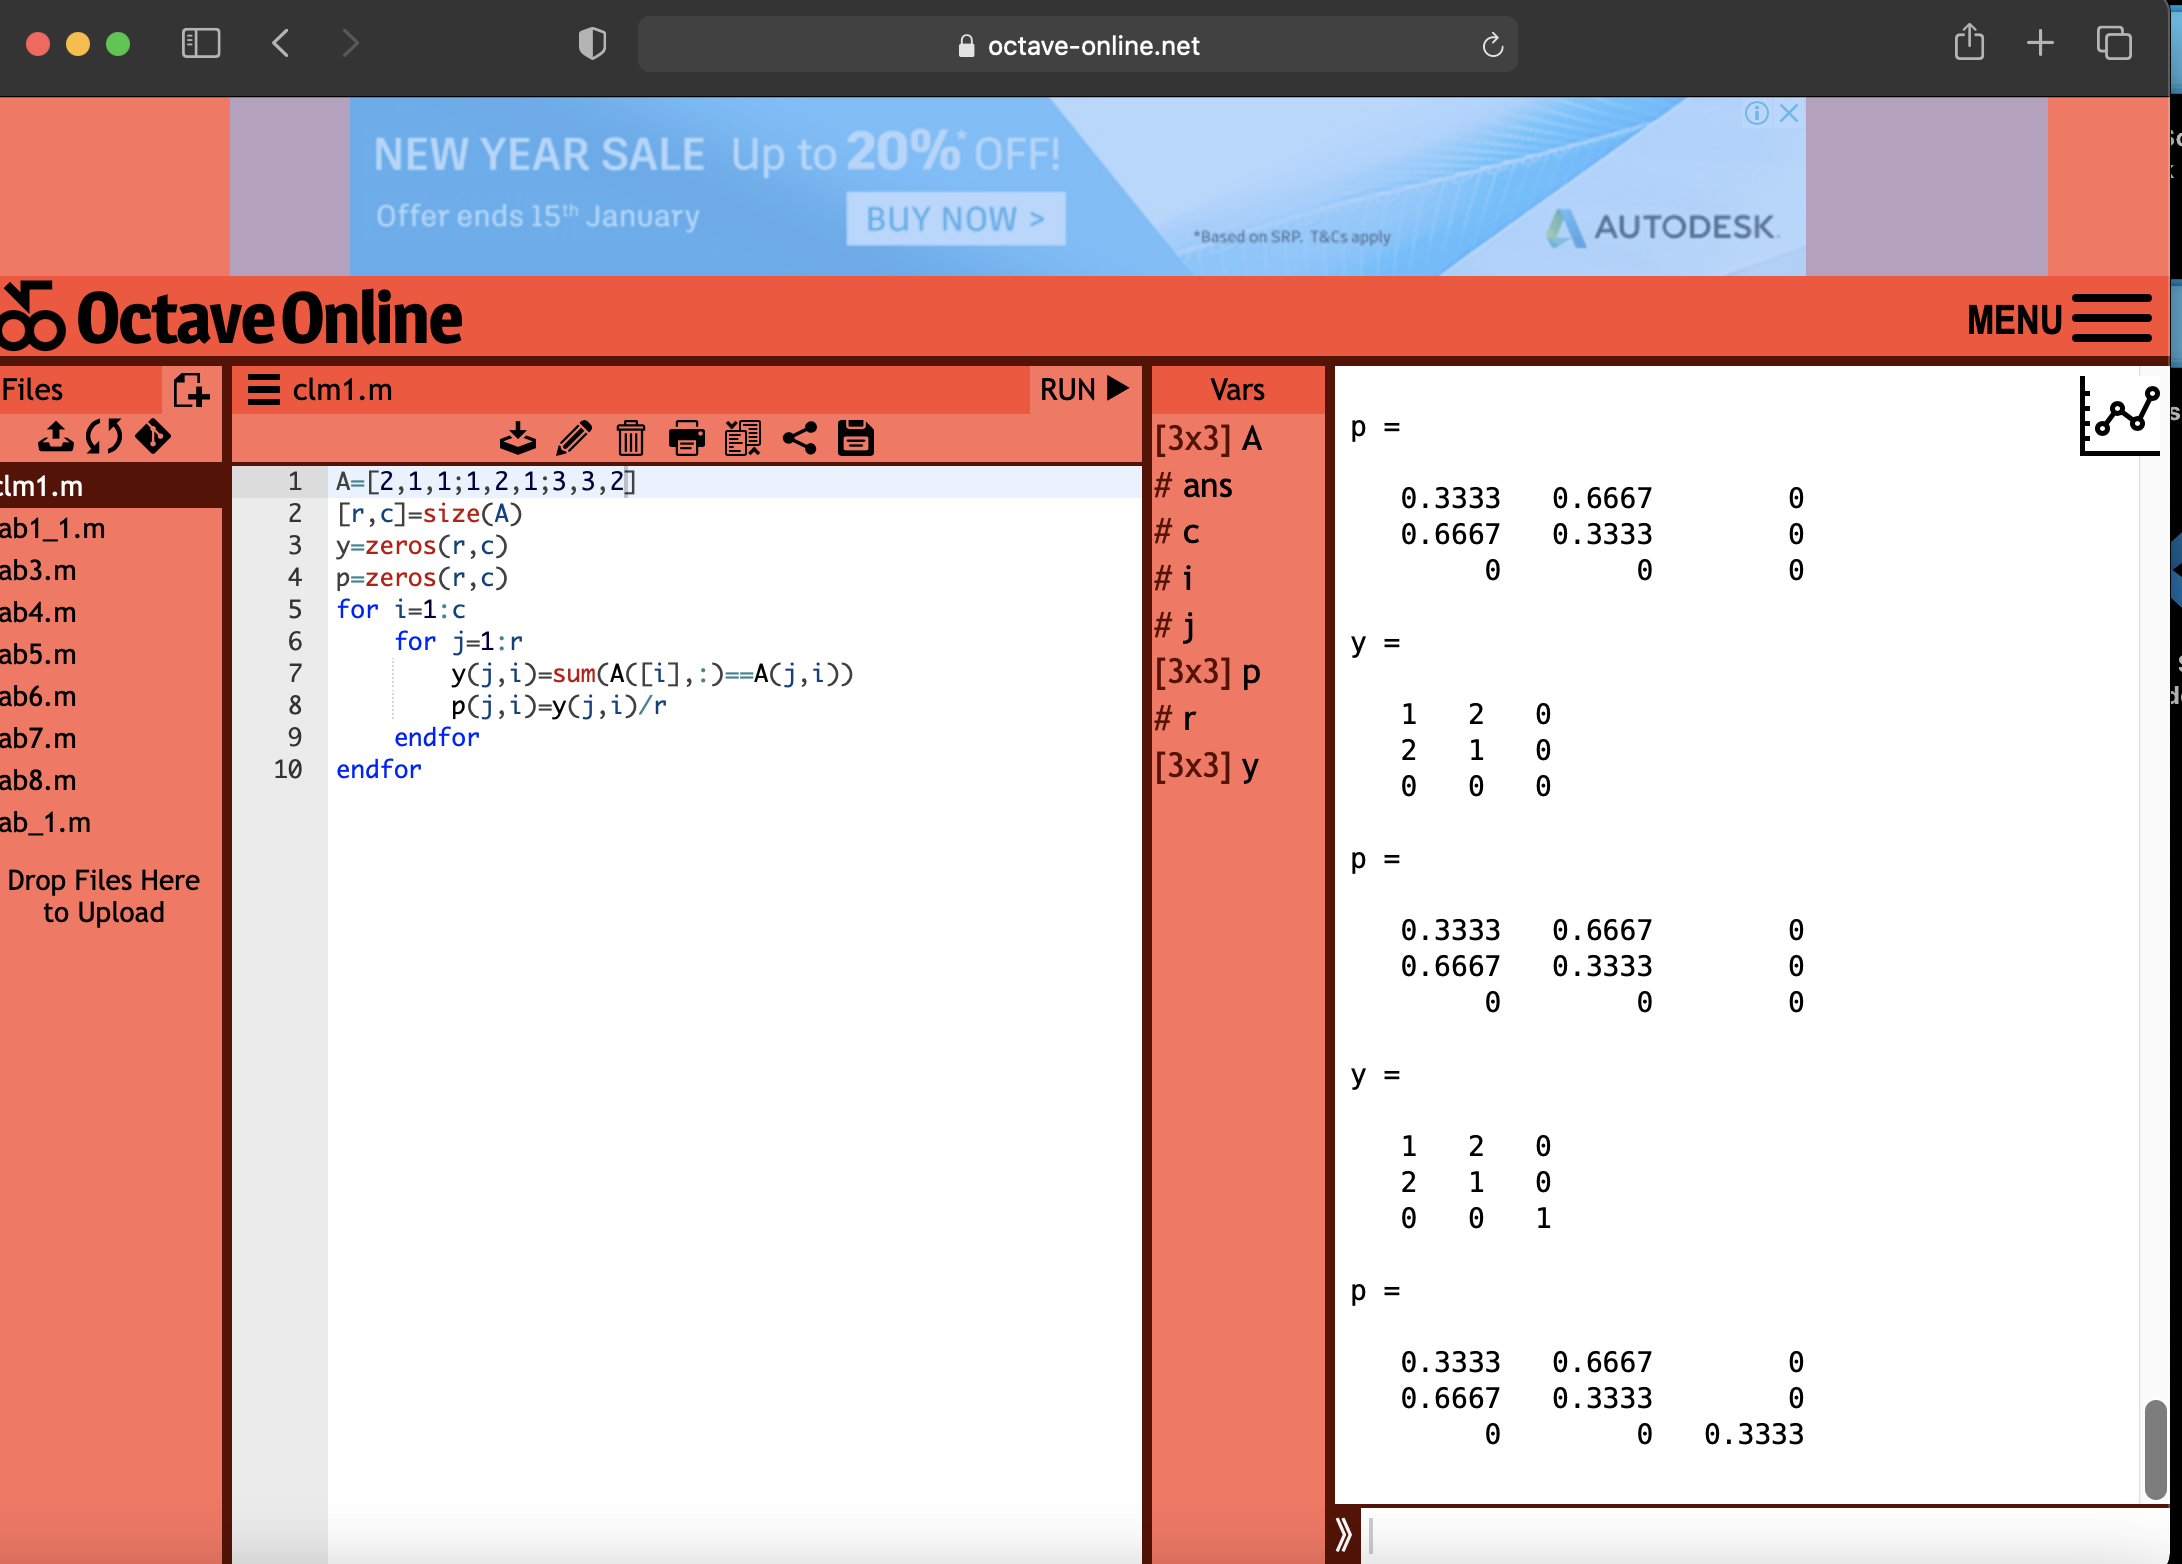 octave-online.net
NEW YEAR SALE Up to 20%* OFF!
Offer ends 15th January
BUY NOW >
*Based on SRP. T&Cs apply
AUTODESK.
Octave Online
MENU
Files
clm1.m
RUN
Vars
clm1.m
ab1_1.m
ab3.m
ab4.m
ab5.m
ab6.m
ab7.m
ab8.m
ab_1.m
Drop Files Here
to Upload
1 A=[2,1,1;1,2,1;3,3,2]
2 [r,c]=size(A)
3 y=zeros(r,c)
4 p=zeros(r,c)
5 for i=1:c
6 for j=1:r
7 y(j,i)=sum(A([i],:)==A(j,i))
8 p(j,i)=y(j,i)/r
9 endfor
10 endfor
[3x3] A
# ans
# c
# i
# j
[3x3] p
# r
[3x3] y
p =
0.3333 0.6667 0
0.6667 0.3333 0
0 0 0
y =
1 2 0
2 1 0
0 0 0
p =
0.3333 0.6667 0
0.6667 0.3333 0
0 0 0
y =
1 2 0
2 1 0
0 0 1
p =
0.3333 0.6667 0
0.6667 0.3333 0
0 0 0.3333